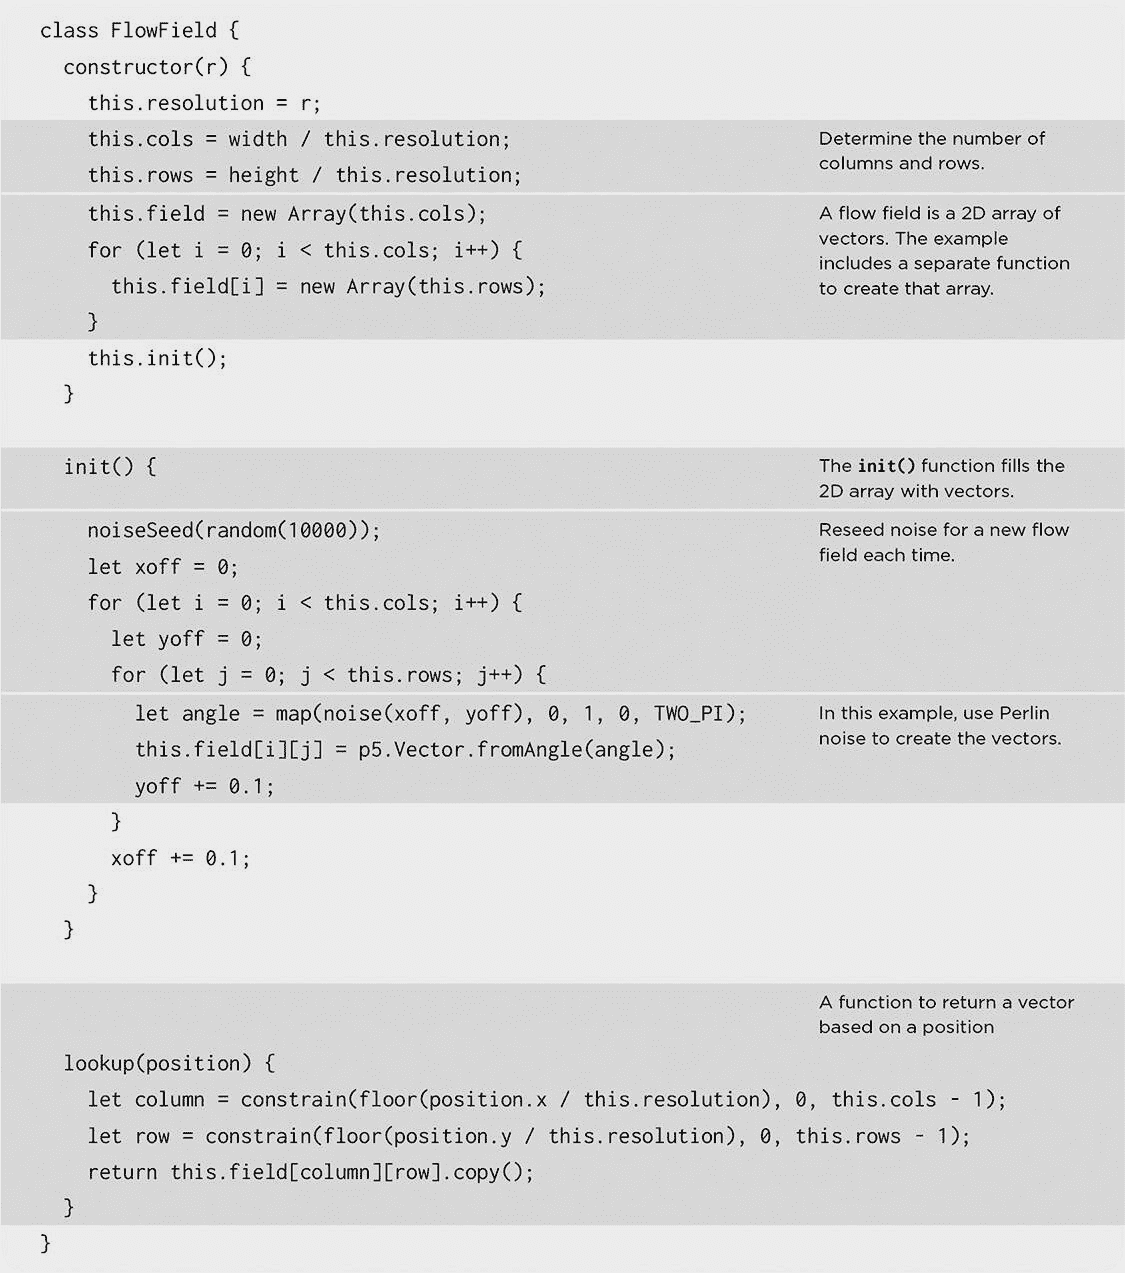 class FlowField {
constructor(r) {
this.resolution = r;
this.cols = width / this.resolution;
this.rows = height / this.resolution;
Determine the number of
columns and rows.
this.field = new Array(this.cols);
for (let i = 0; i < this.cols; i++) {
this.field[i] = new Array(this.rows);
}
A flow field is a 2D array of
vectors. The example
includes a separate function
to create that array.
this.init();
}
init() {
The init() function fills the
2D array with vectors.
noiseSeed(random(10000));
let xoff = 0;
for (let i = 0; i < this.cols; i++) {
let yoff = 0;
for (let j = 0; j < this.rows; j++) {
Reseed noise for a new flow
field each time.
let angle = map(noise(xoff, yoff), 0, 1, 0, TWO_PI);
this.field[i][j] = p5.Vector.fromAngle(angle);
yoff += 0.1;
In this example, use Perlin
noise to create the vectors.
}
xoff += 0.1;
}
}
A function to return a vector
based on a position
lookup(position) {
let column = constrain(floor(position.x / this.resolution), 0, this.cols - 1);
let row = constrain(floor(position.y / this.resolution), 0, this.rows - 1);
return this.field[column][row].copy();
}
}